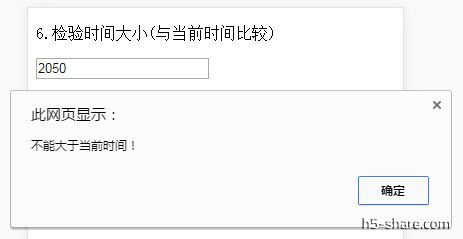 6.检验时间大小(与当前时间比较)
2050
此网页显示：
不能大于当前时间！
确定
h5-share.com